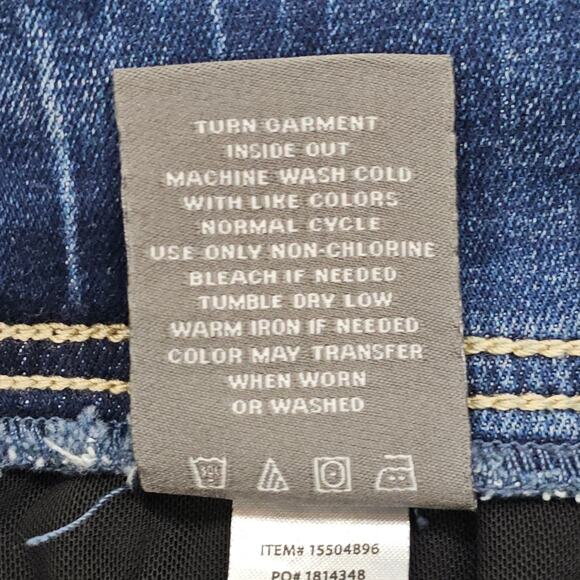 TURN GARMENT
INSIDE OUT
MACHINE WASH COLD
WITH LIKE COLORS
NORMAL CYCLE
USE ONLY NON-CHLORINE
BLEACH IF NEEDED
TUMBLE DRY LOW
WARM IRON IF NEEDED
COLOR MAY TRANSFER
WHEN WORN
OR WASHED
ITEM# 15504B96
PO# 1814348